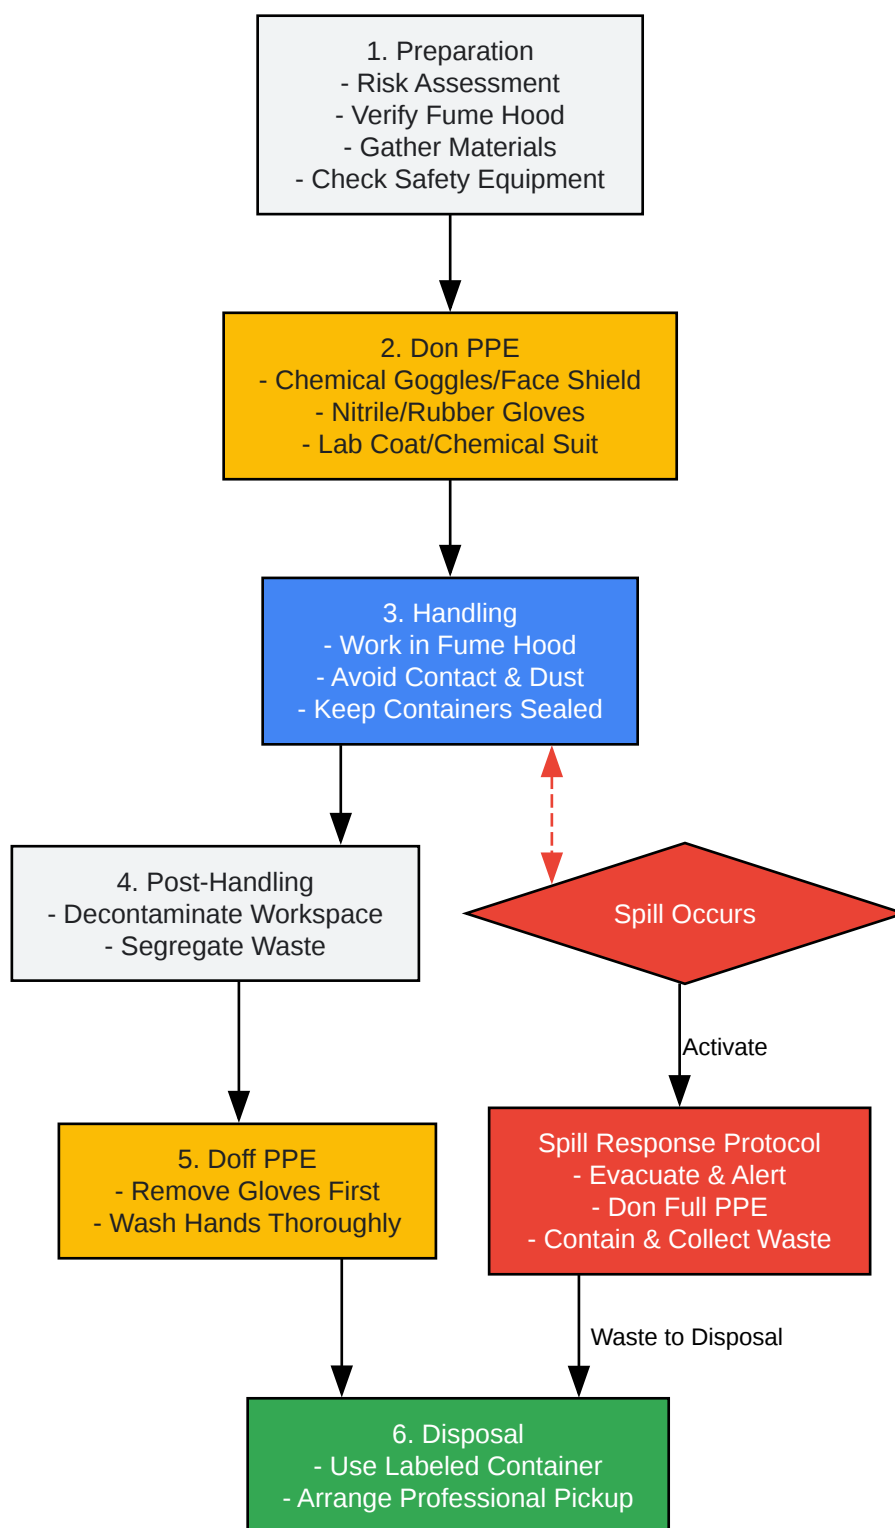 1. Preparation
- Risk Assessment
- Verify Fume Hood
- Gather Materials
- Check Safety Equipment
2. Don PPE
- Chemical Goggles/Face Shield
- Nitrile/Rubber Gloves
- Lab Coat/Chemical Suit
3. Handling
- Work in Fume Hood
- Avoid Contact & Dust
- Keep Containers Sealed
4. Post-Handling
- Decontaminate Workspace
- Segregate Waste
Spill Occurs
Activate
5. Doff PPE
- Remove Gloves First
- Wash Hands Thoroughly
Spill Response Protocol
- Evacuate & Alert
- Don Full PPE
- Contain & Collect Waste
Waste to Disposal
6. Disposal
- Use Labeled Container
- Arrange Professional Pickup